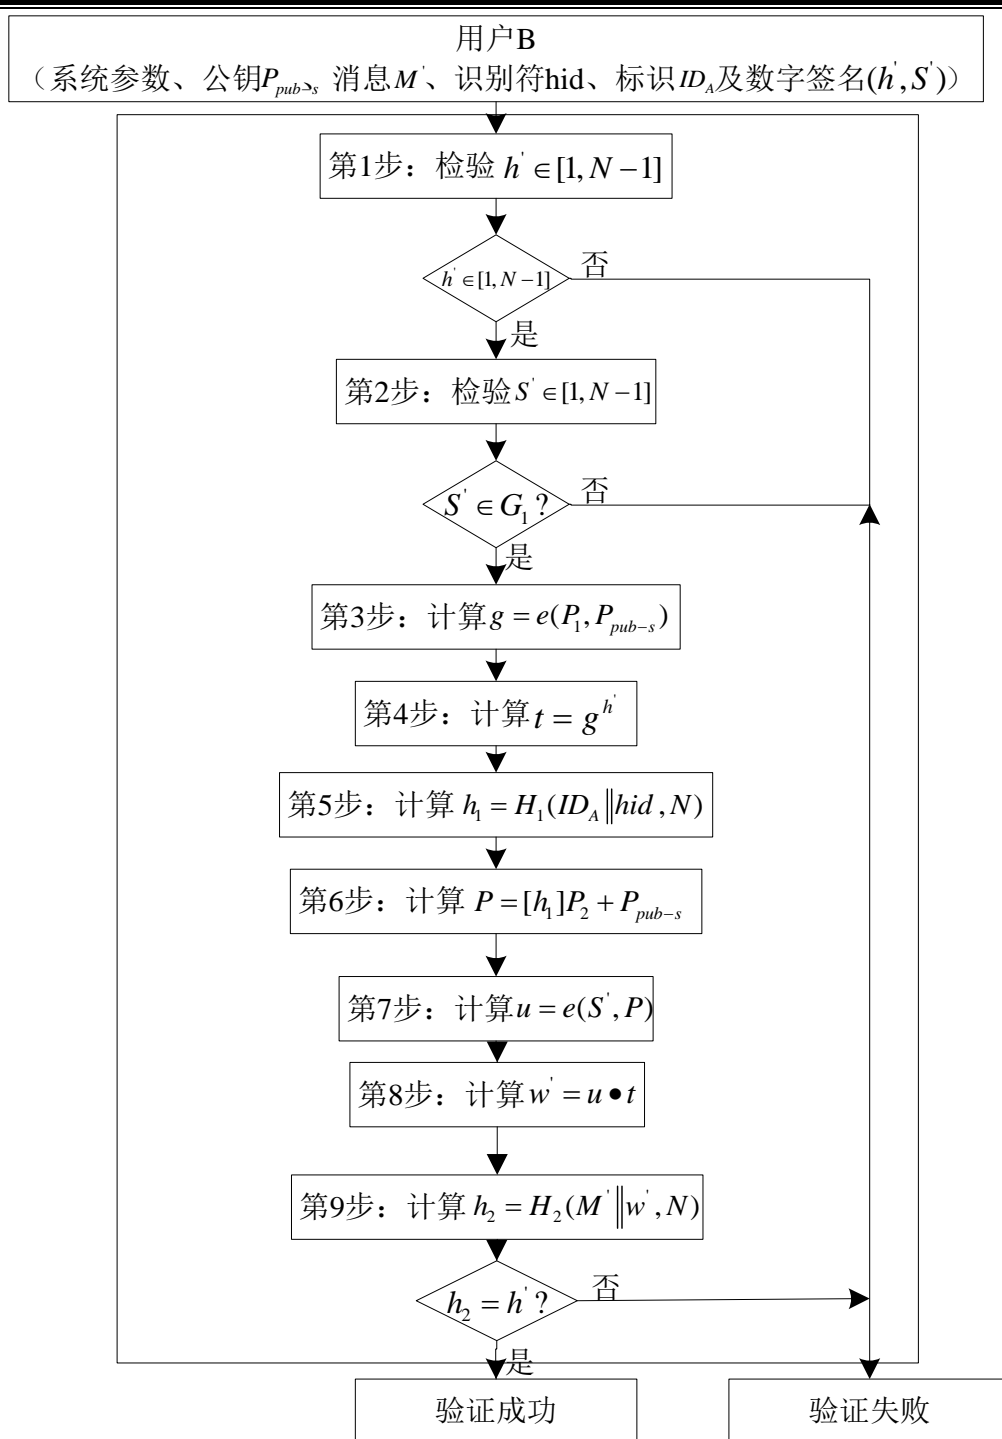 用户B
（系统参数、公钥P_{pub-s}、消息M'、识别符hid、标识ID_A及数字签名(h',S')）
第1步：检验 h'∈[1,N−1]
h'∈[1,N−1]
否
是
第2步：检验S'∈[1,N−1]
S'∈G_1?
否
是
第3步：计算g=e(P_1,P_{pub−s})
第4步：计算t=g^{h'}
第5步：计算 h_1=H_1(ID_A‖hid,N)
第6步：计算 P=[h_1]P_2+P_{pub−s}
第7步：计算u=e(S',P)
第8步：计算w'=u•t
第9步：计算 h_2=H_2(M'‖w',N)
h_2=h'?
否
是
验证成功
验证失败